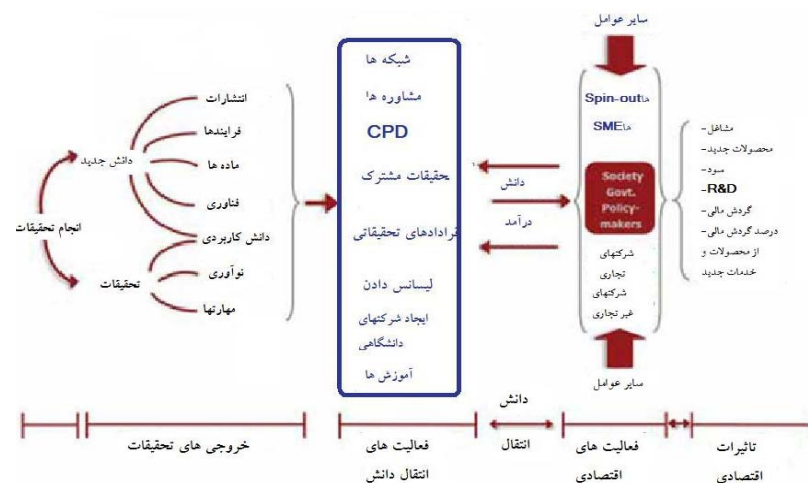 سایر عوامل
شبکه ها
مشاوره ها
CPD
تحقیقات مشترک
قرادادهای تحقیقاتی
لیسانس دادن
ایجاد شرکتهای
دانشگاهی
آموزش ها
انتشارات
فرایندها
ماده ها
فناوری
دانش کاربردی
نوآوری
مهارتها
دانش جدید
انجام تحقیقات
تحقیقات
دانش
درآمد
Spin-outها
SMEها
Society
Govt.
Policy-
makers
شرکتهای
تجاری
شرکتهای
غیر تجاری
سایر عوامل
-مشاغل
-محصولات جدید
-سود
-R&D
-گردش مالی
-درصد گردش مالی
از محصولات و
خدمات جدید
خروجی های تحقیقات
فعالیت های
انتقال دانش
دانش
انتقال
فعالیت های
اقتصادی
تاثیرات
اقتصادی